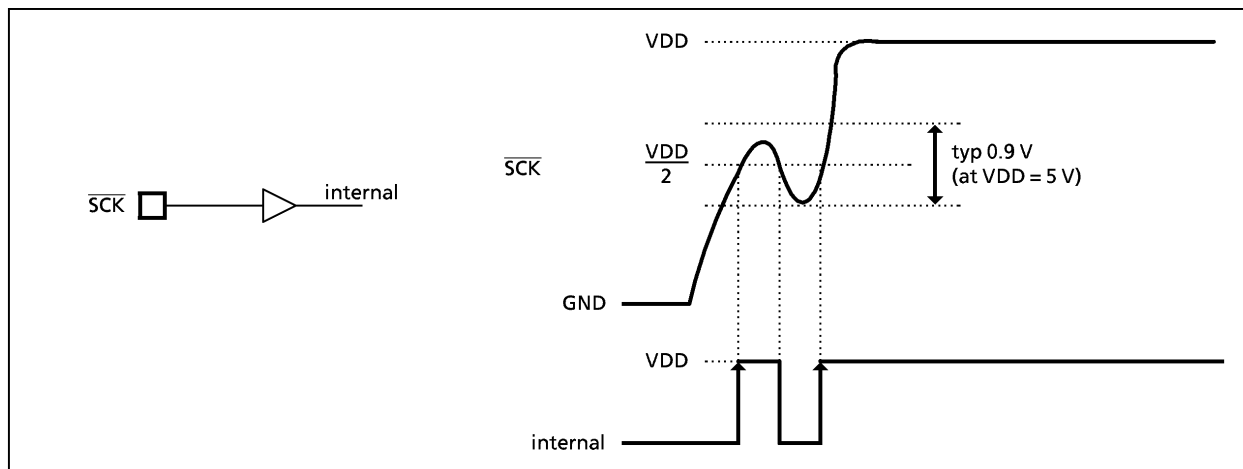 SCK
internal
SCK
VDD
VDD
2
typ 0.9 V
(at VDD = 5 V)
GND
VDD
internal